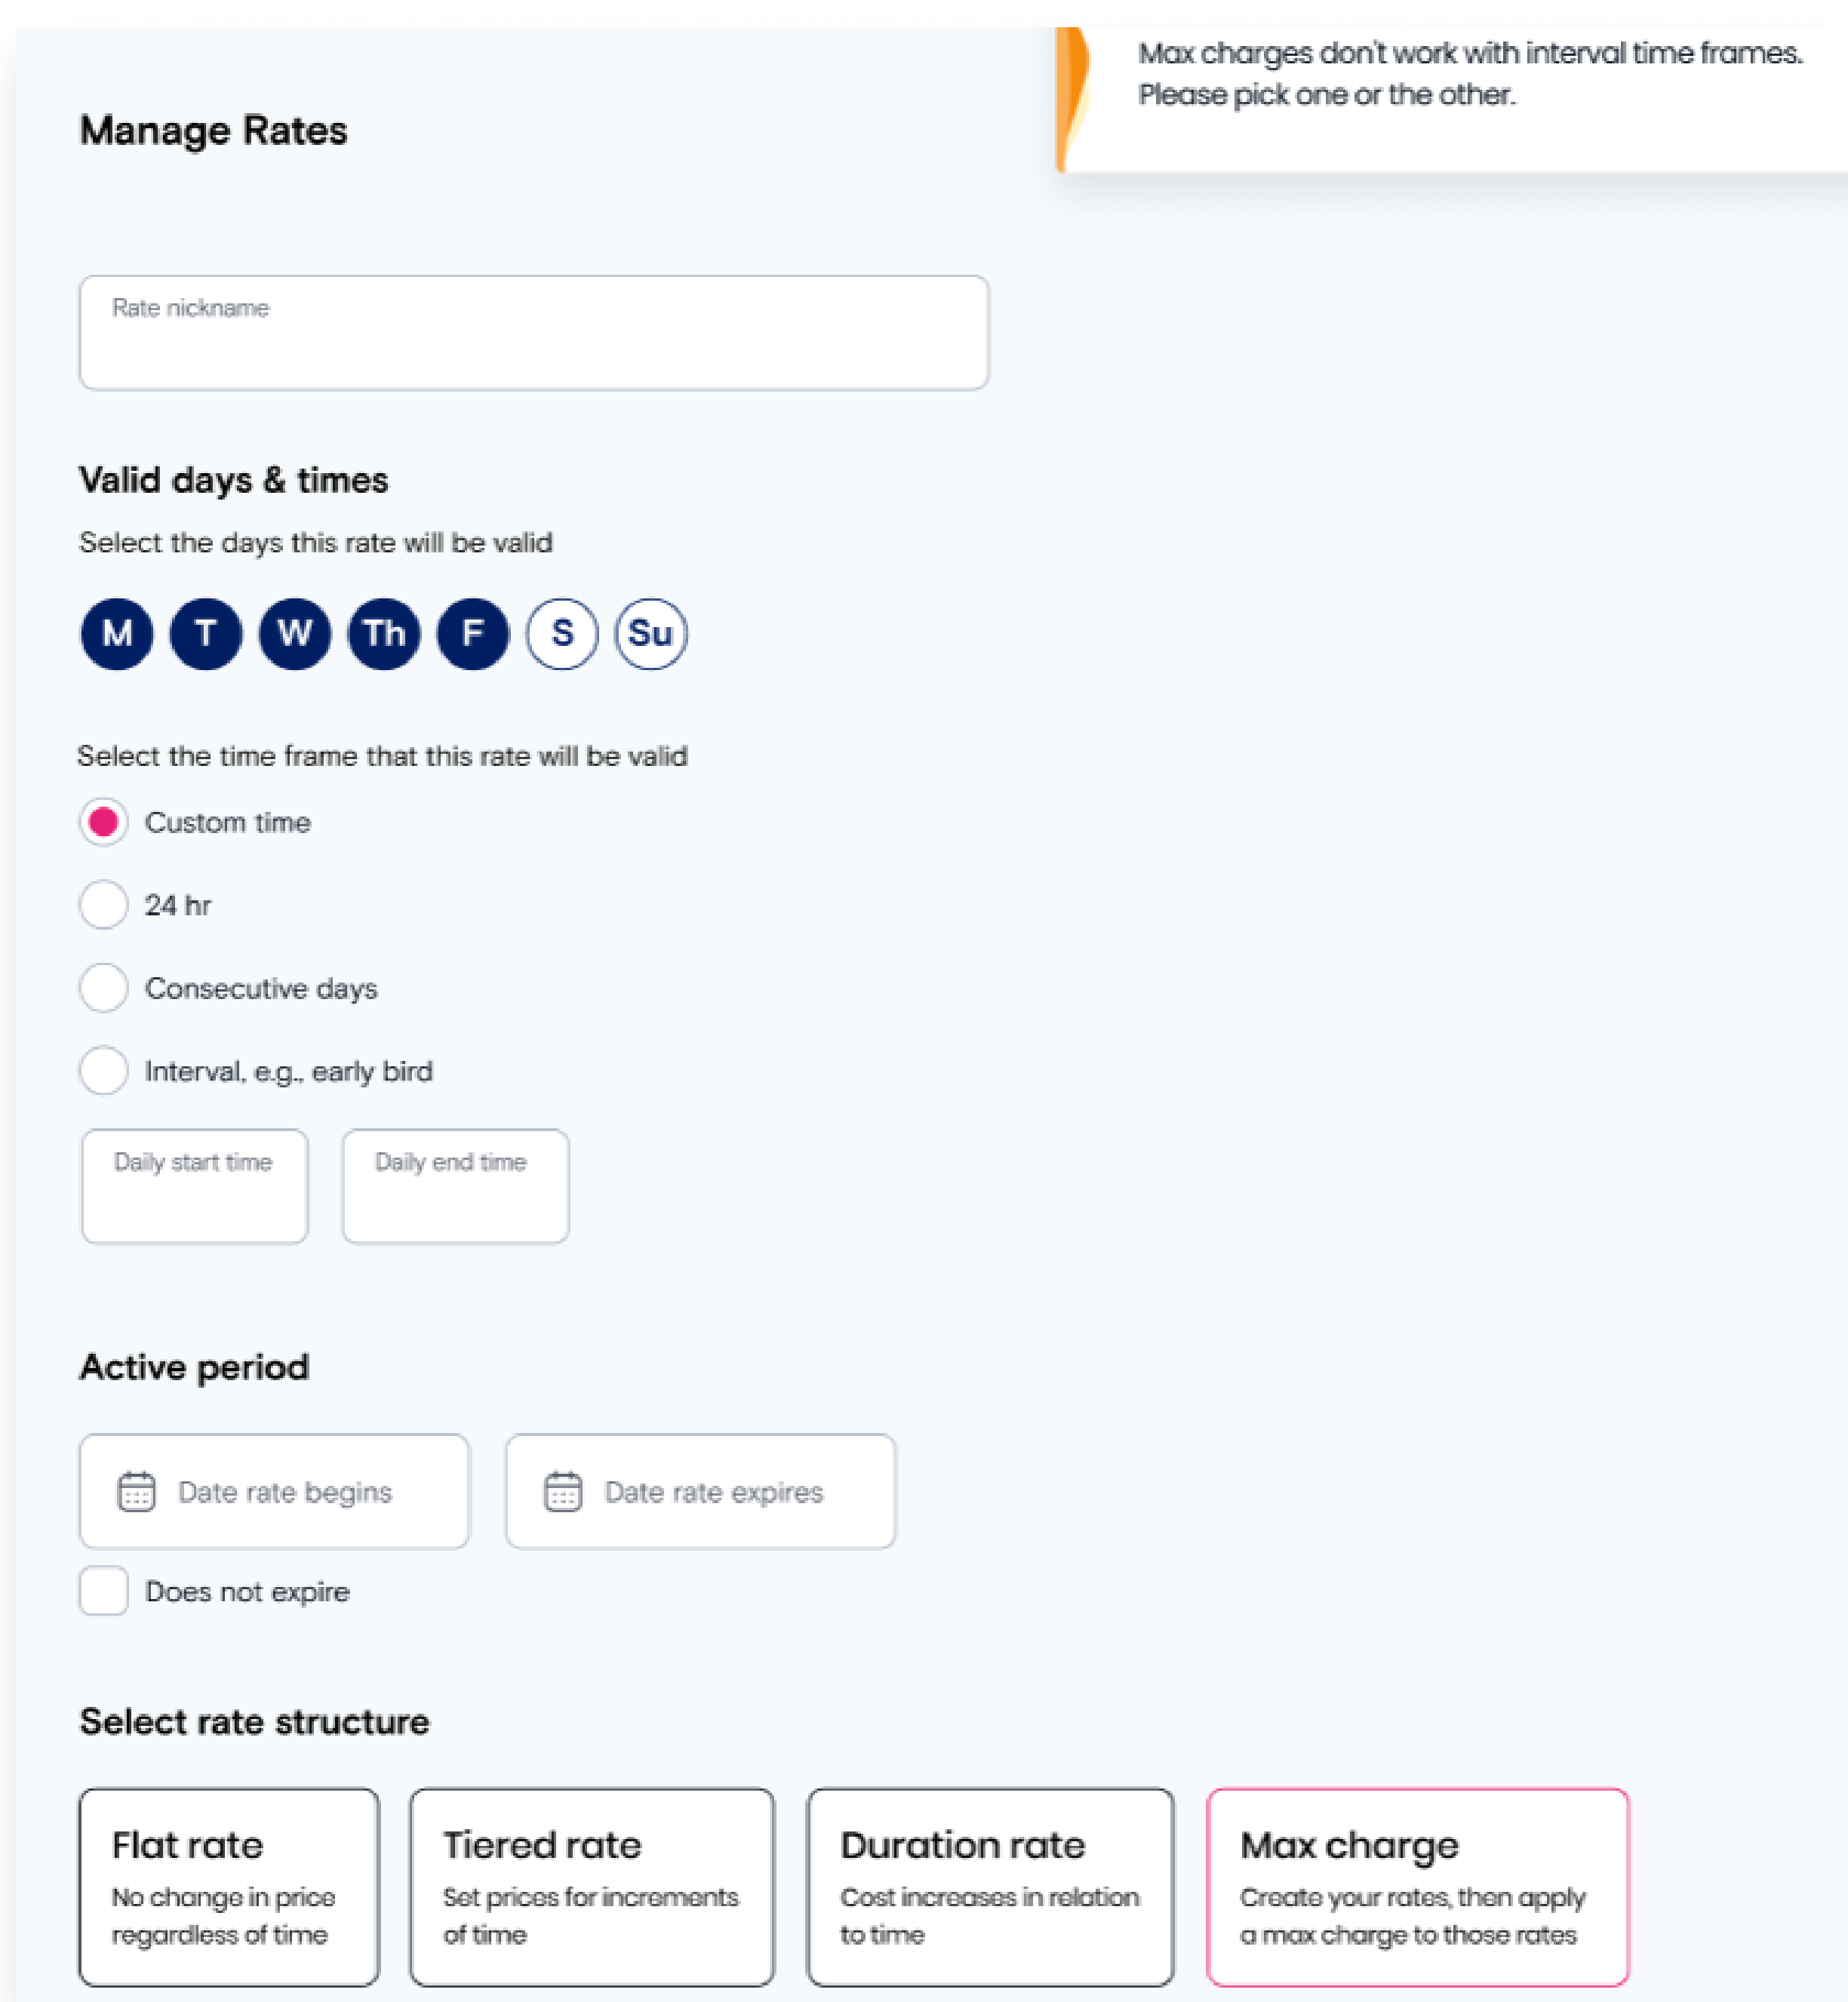 Max charges don't work with interval time frames.
Please pick one or the other.
Manage Rates
Rate nickname
Valid days & times
Select the days this rate will be valid
M T W Th F S Su
Select the time frame that this rate will be valid
Custom time
24 hr
Consecutive days
Interval, e.g., early bird
Daily start time Daily end time
Active period
Date rate begins Date rate expires
Does not expire
Select rate structure
Flat rate
No change in price
regardless of time
Tiered rate
Set prices for increments
of time
Duration rate
Cost increases in relation
to time
Max charge
Create your rates, then apply
a max charge to those rates